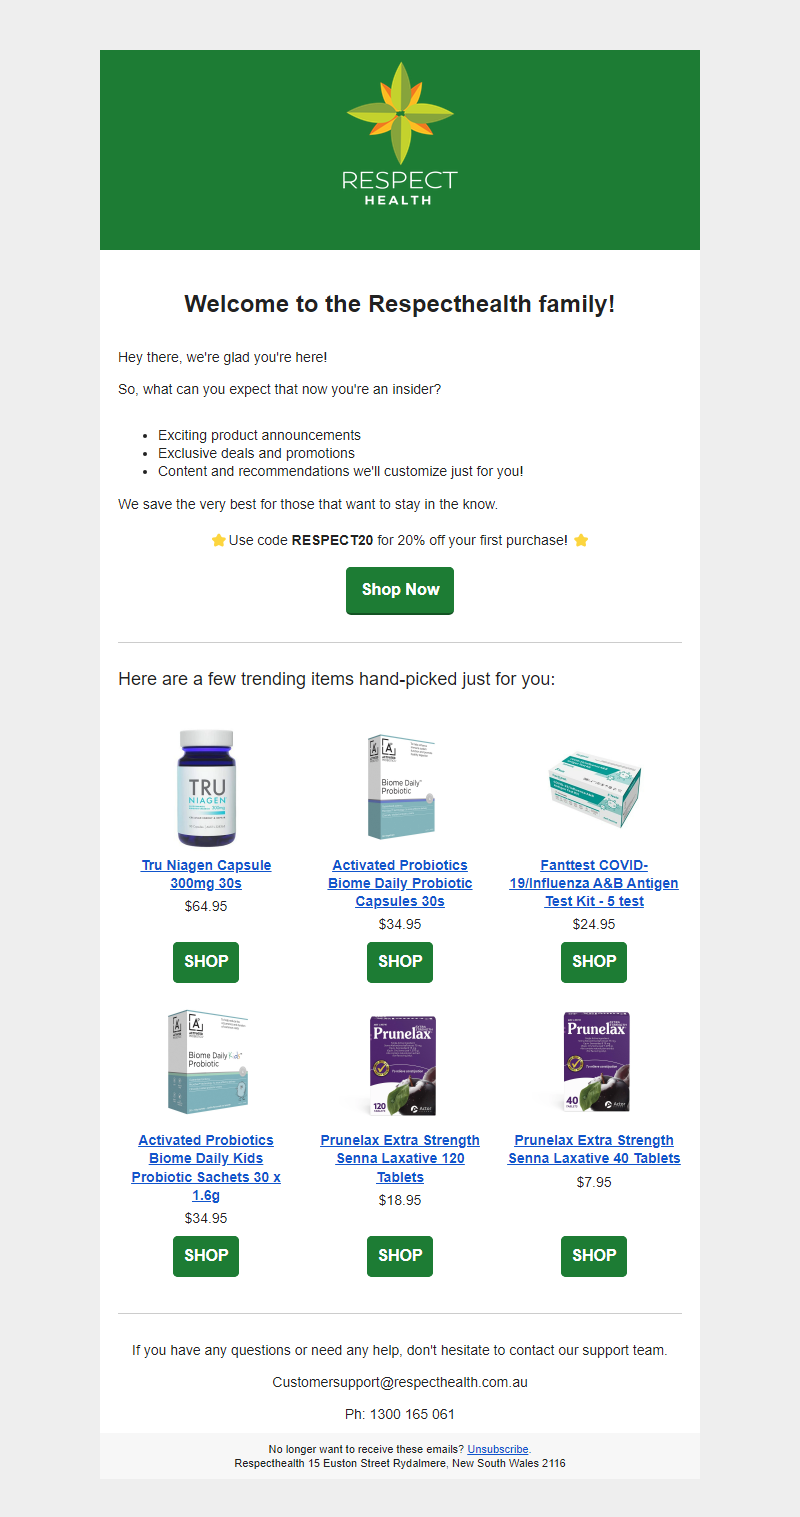 RESPECT
HEALTH
Welcome to the Respecthealth family!
Hey there, we're glad you're here!
So, what can you expect that now you're an insider?
• Exciting product announcements
• Exclusive deals and promotions
• Content and recommendations we'll customize just for you!
We save the very best for those that want to stay in the know.
⭐ Use code RESPECT20 for 20% off your first purchase! ⭐
Shop Now
Here are a few trending items hand-picked just for you:
TRU
NIAGEN
300mg
Biome Daily
Probiotic
Tru Niagen Capsule
300mg 30s
$64.95
SHOP
Activated Probiotics
Biome Daily Probiotic
Capsules 30s
$34.95
SHOP
Fanttest COVID-
19/Influenza A&B Antigen
Test Kit - 5 test
$24.95
SHOP
Biome Daily Kids
Probiotic
Prunelax
120
TABLETS
Actor
Prunelax
40
TABLETS
Actor
Activated Probiotics
Biome Daily Kids
Probiotic Sachets 30 x
1.6g
$34.95
SHOP
Prunelax Extra Strength
Senna Laxative 120
Tablets
$18.95
SHOP
Prunelax Extra Strength
Senna Laxative 40 Tablets
$7.95
SHOP
If you have any questions or need any help, don't hesitate to contact our support team.
Customersupport@respecthealth.com.au
Ph: 1300 165 061
No longer want to receive these emails? Unsubscribe.
Respecthealth 15 Euston Street Rydalmere, New South Wales 2116